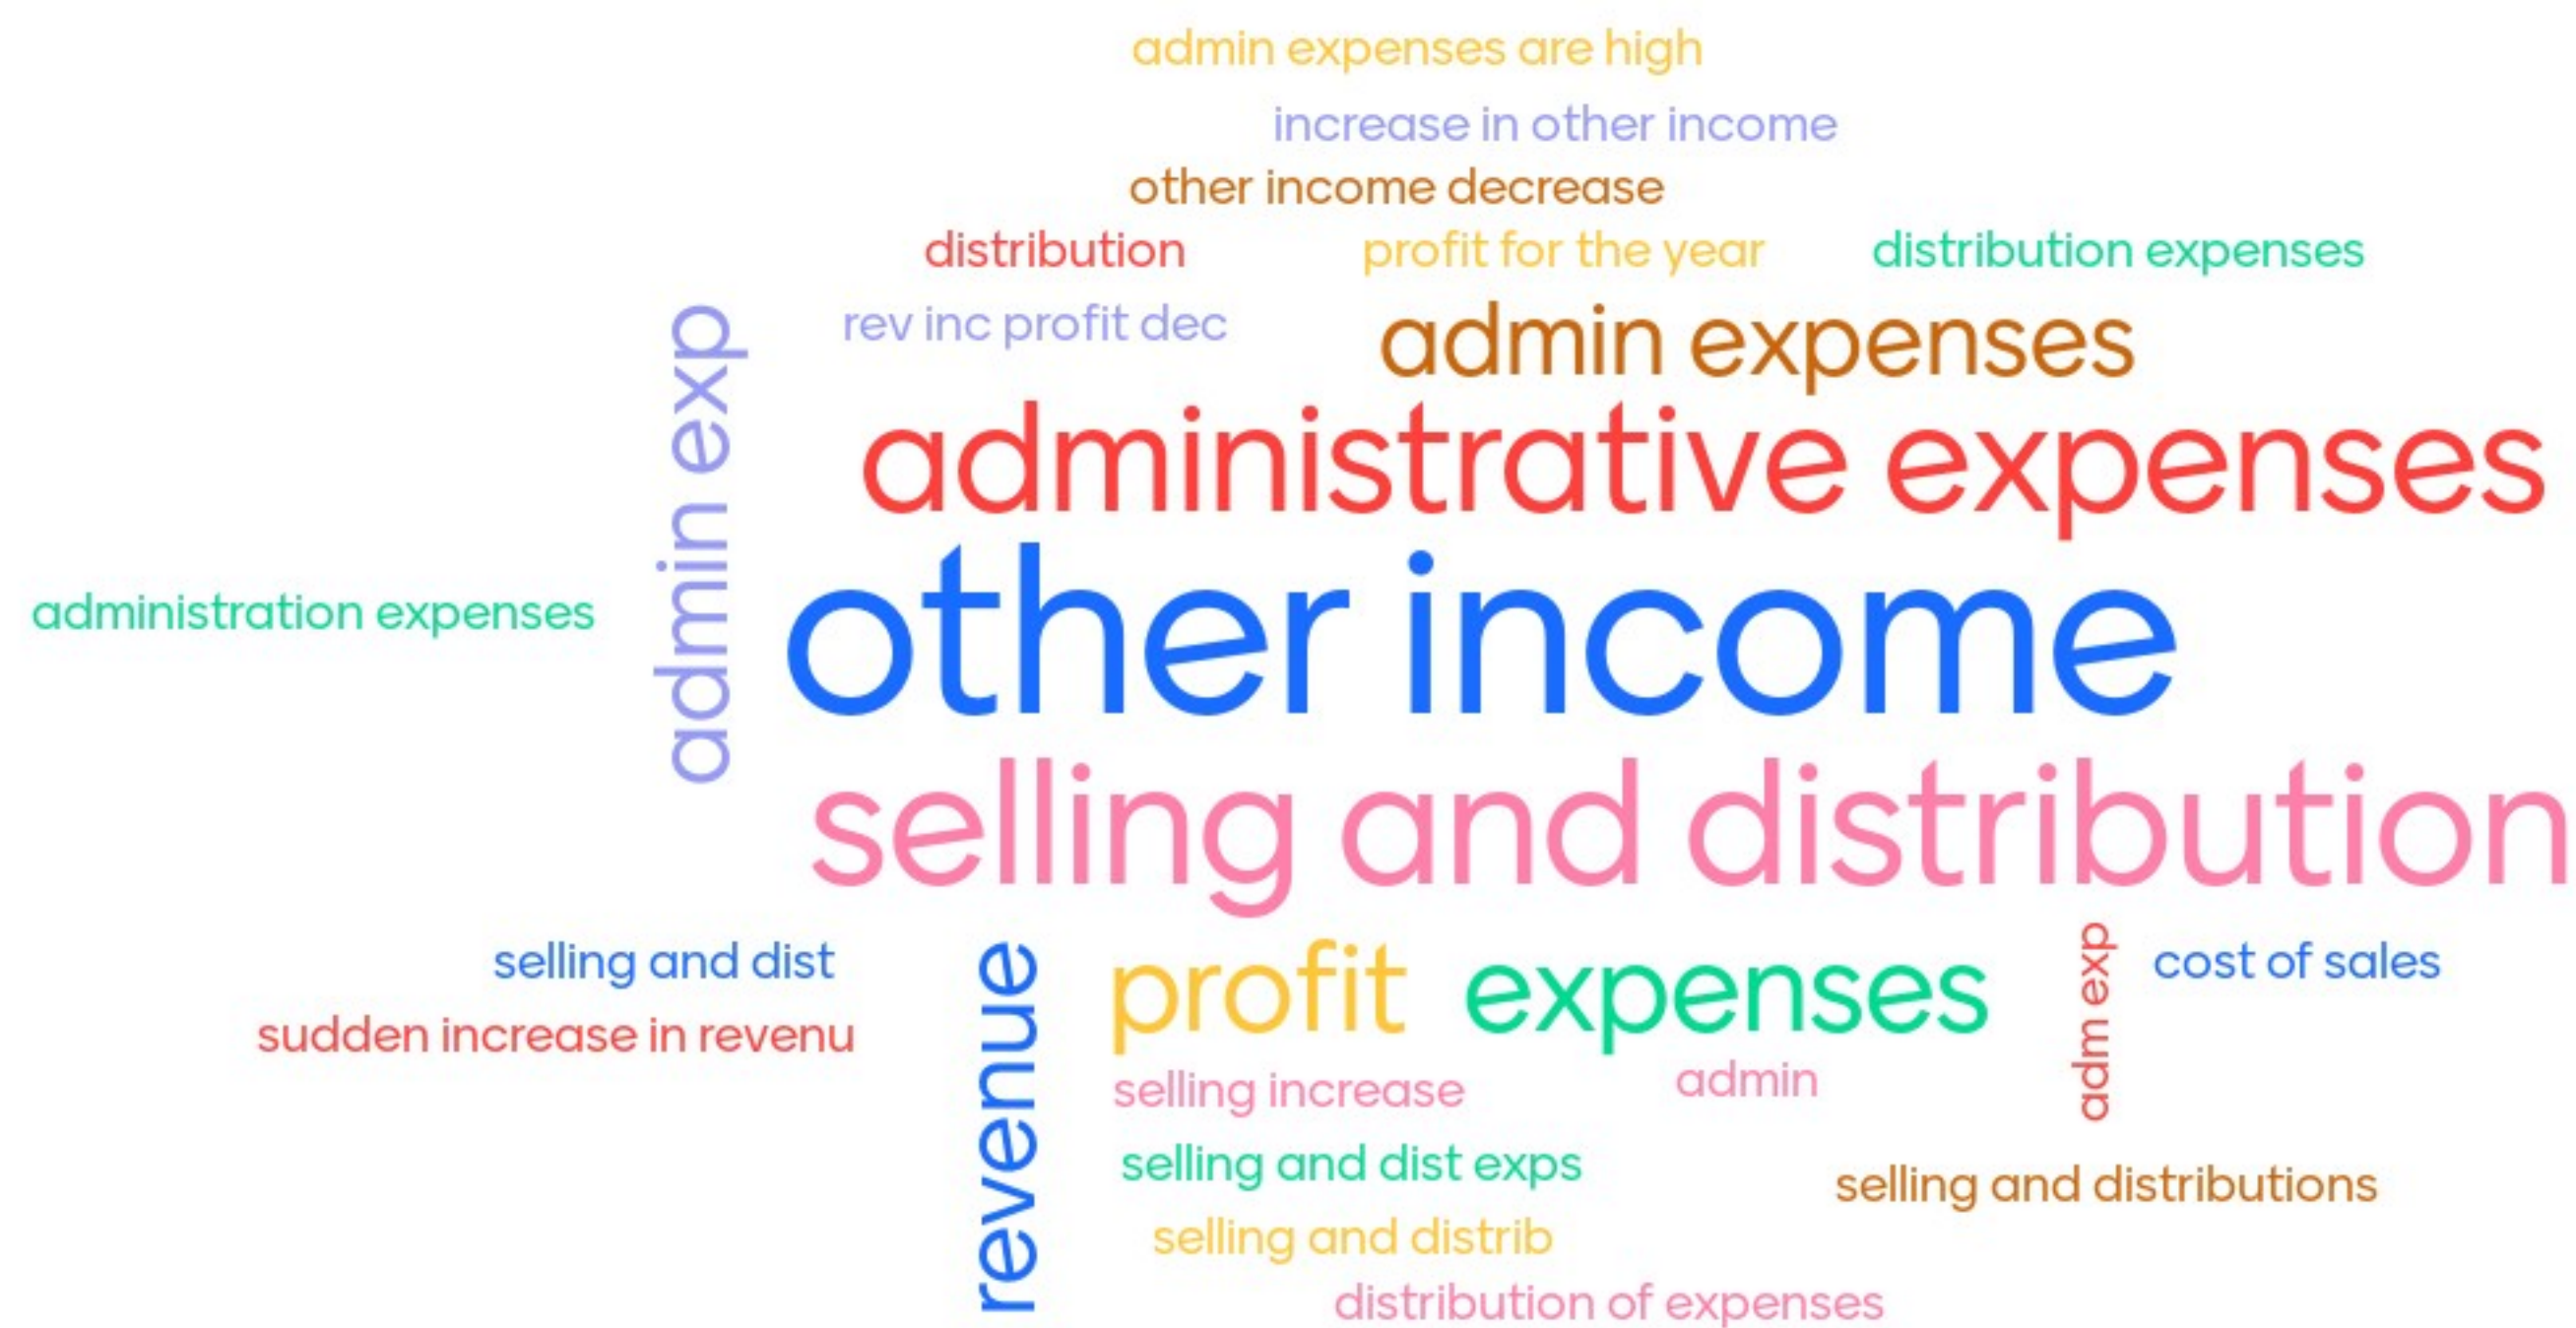 admin expenses are high
increase in other income
other income decrease
distribution
profit for the year
distribution expenses
rev inc profit dec
admin expenses
admin exp
administrative expenses
administration expenses
other income
selling and distribution
selling and dist
revenue
profit
expenses
adm exp
cost of sales
sudden increase in revenu
selling increase
admin
selling and dist exps
selling and distributions
selling and distrib
distribution of expenses